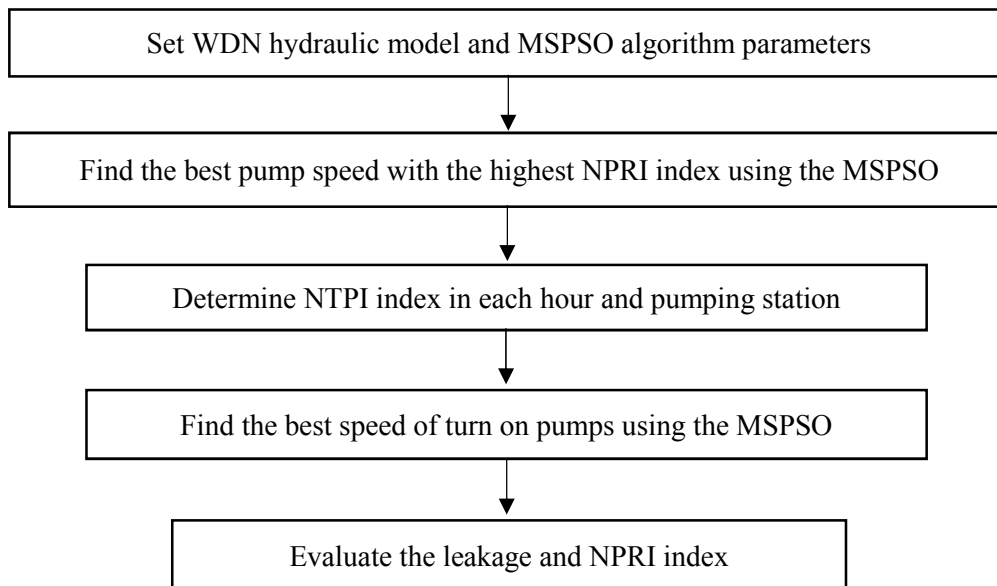 Set WDN hydraulic model and MSPSO algorithm parameters
Find the best pump speed with the highest NPRI index using the MSPSO
Determine NTPI index in each hour and pumping station
Find the best speed of turn on pumps using the MSPSO
Evaluate the leakage and NPRI index